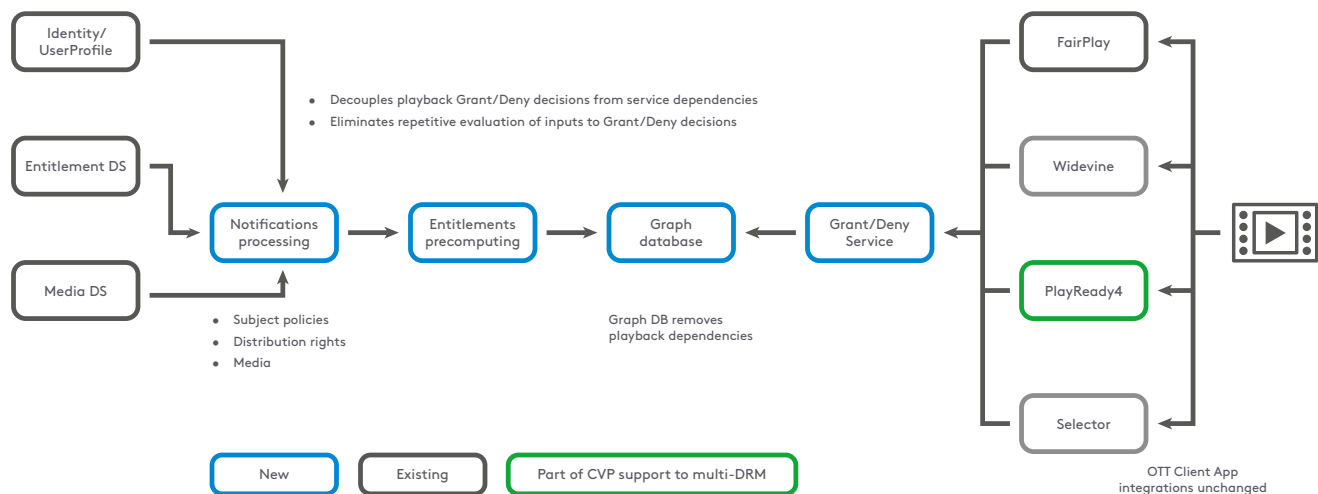 Identity/
UserProfile
FairPlay
• Decouples playback Grant/Deny decisions from service dependencies
• Eliminates repetitive evaluation of inputs to Grant/Deny decisions
Entitlement DS
Widevine
Notifications
processing
Entitlements
precomputing
Graph
database
Grant/Deny
Service
Media DS
PlayReady4
• Subject policies
• Distribution rights
• Media
Graph DB removes
playback dependencies
Selector
New
Existing
Part of CVP support to multi-DRM
OTT Client App
integrations unchanged